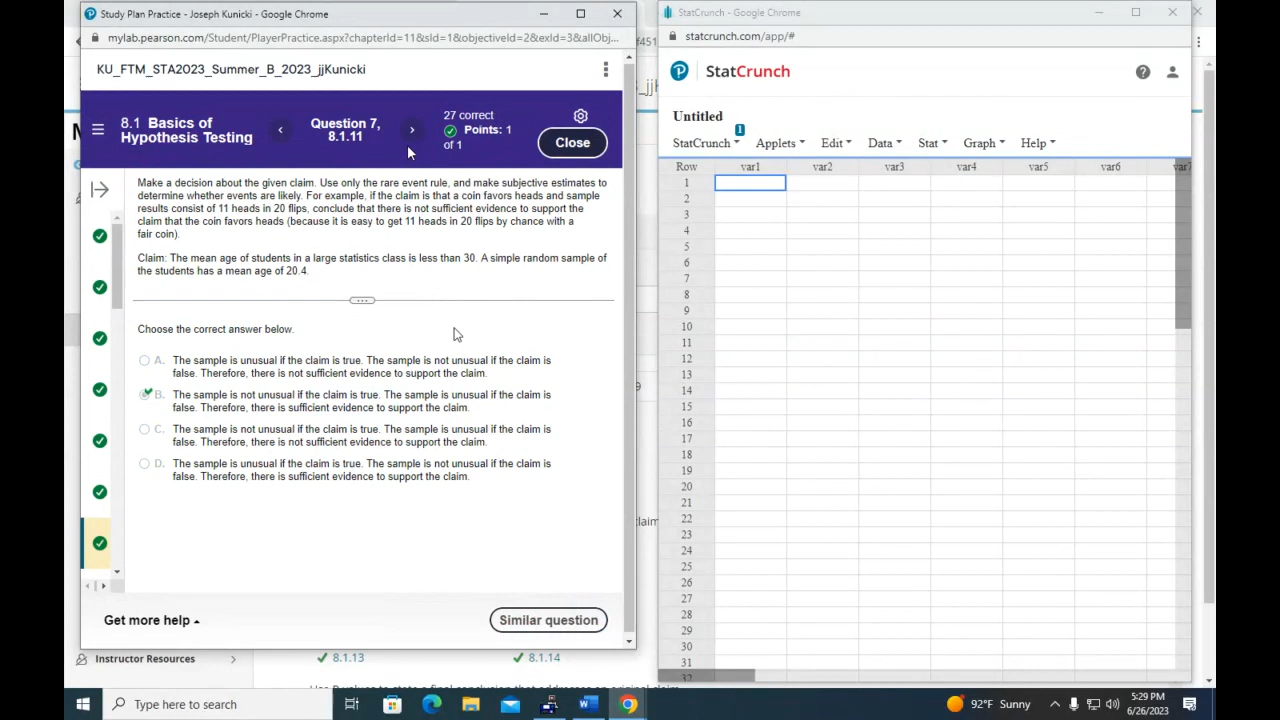 Study Plan Practice - Joseph Kunicki - Google Chrome
mylab.pearson.com/Student/PlayerPractice.aspx?chapterId=11&sId=1&objectiveId=2&exId=3&allObj...
KU_FTM_STA2023_Summer_B_2023_jjKunicki
8.1 Basics of
Hypothesis Testing
Question 7,
8.1.11
27 correct
Points: 1
of 1
Close
Make a decision about the given claim. Use only the rare event rule, and make subjective estimates to
determine whether events are likely. For example, if the claim is that a coin favors heads and sample
results consist of 11 heads in 20 flips, conclude that there is not sufficient evidence to support the
claim that the coin favors heads (because it is easy to get 11 heads in 20 flips by chance with a
fair coin).
Claim: The mean age of students in a large statistics class is less than 30. A simple random sample of
the students has a mean age of 20.4.
Choose the correct answer below.
A. The sample is unusual if the claim is true. The sample is not unusual if the claim is
false. Therefore, there is not sufficient evidence to support the claim.
B. The sample is not unusual if the claim is true. The sample is unusual if the claim is
false. Therefore, there is sufficient evidence to support the claim.
C. The sample is not unusual if the claim is true. The sample is unusual if the claim is
false. Therefore, there is not sufficient evidence to support the claim.
D. The sample is unusual if the claim is true. The sample is not unusual if the claim is
false. Therefore, there is sufficient evidence to support the claim.
Get more help
Similar question
Instructor Resources
8.1.13
8.1.14
StatCrunch - Google Chrome
statcrunch.com/app/#
StatCrunch
Untitled
1
StatCrunch Applets Edit Data Stat Graph Help
Row var1 var2 var3 var4 var5 var6 var7
1
2
3
4
5
6
7
8
9
10
11
12
13
14
15
16
17
18
19
20
21
22
23
24
25
26
27
28
29
30
31
32
f451
9
claim
Type here to search
92°F Sunny
5:29 PM
6/26/2023